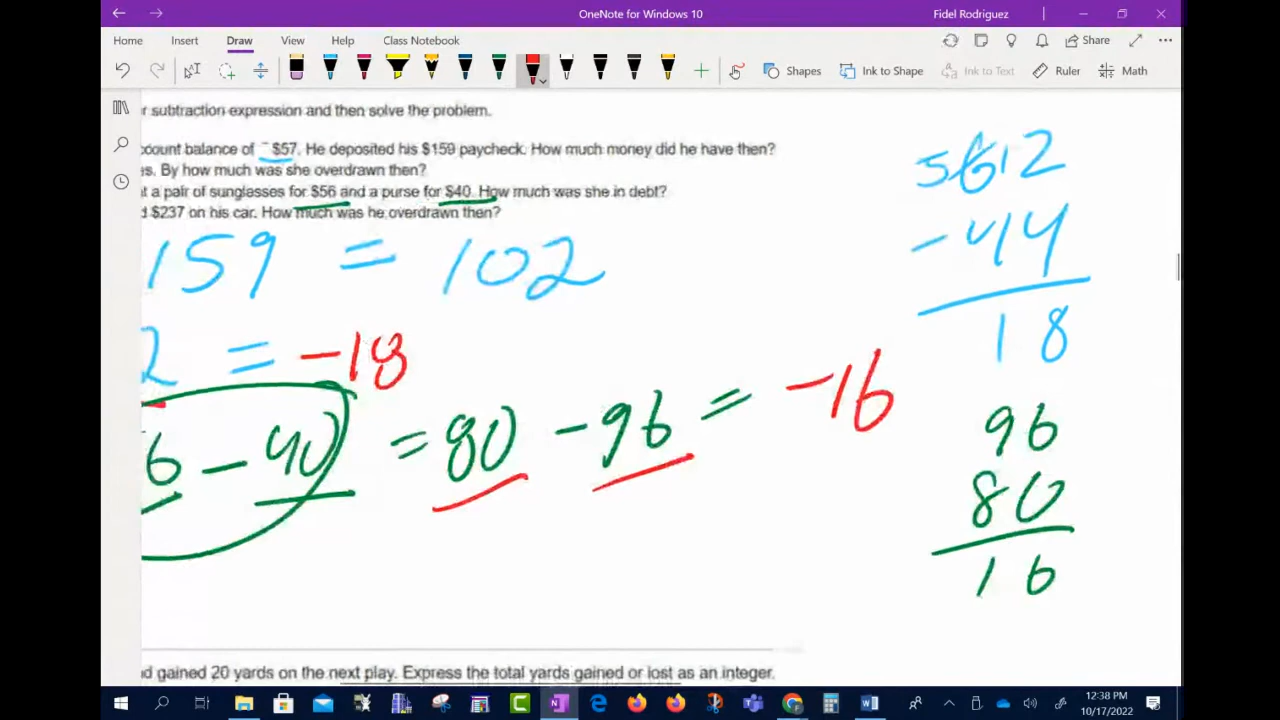 OneNote for Windows 10
Fidel Rodriguez
Home Insert Draw View Help Class Notebook
Share
Shapes Ink to Shape Ink to Text Ruler Math
r subtraction expression and then solve the problem.
count balance of ⁻$57. He deposited his $159 paycheck. How much money did he have then?
es. By how much was she overdrawn then?
t a pair of sunglasses for $56 and a purse for $40. How much was she in debt?
d $237 on his car. How much was he overdrawn then?
159 = 102
2 = -18
6 - 40 = 80 - 96 = -16
5612
-44
18
96
80
16
d gained 20 yards on the next play. Express the total yards gained or lost as an integer.
12:38 PM
10/17/2022